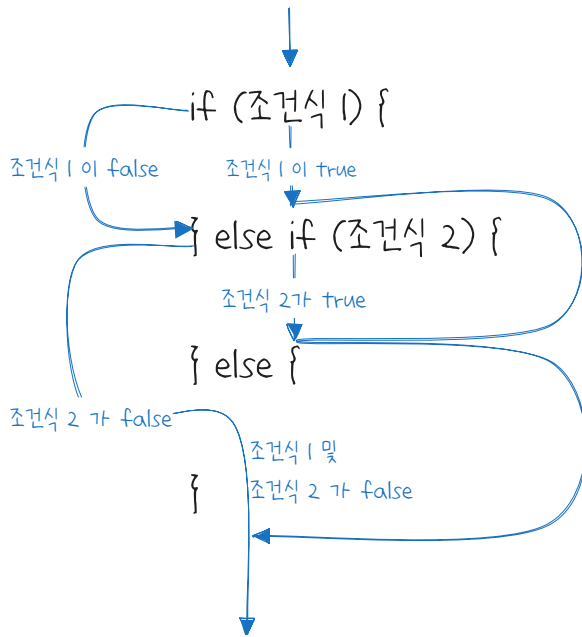 if (조건식 1) {
조건식 1 이 false
조건식 1 이 true
} else if (조건식 2) {
조건식 2가 true
} else {
조건식 2 가 false
조건식 1 및
조건식 2 가 false
}